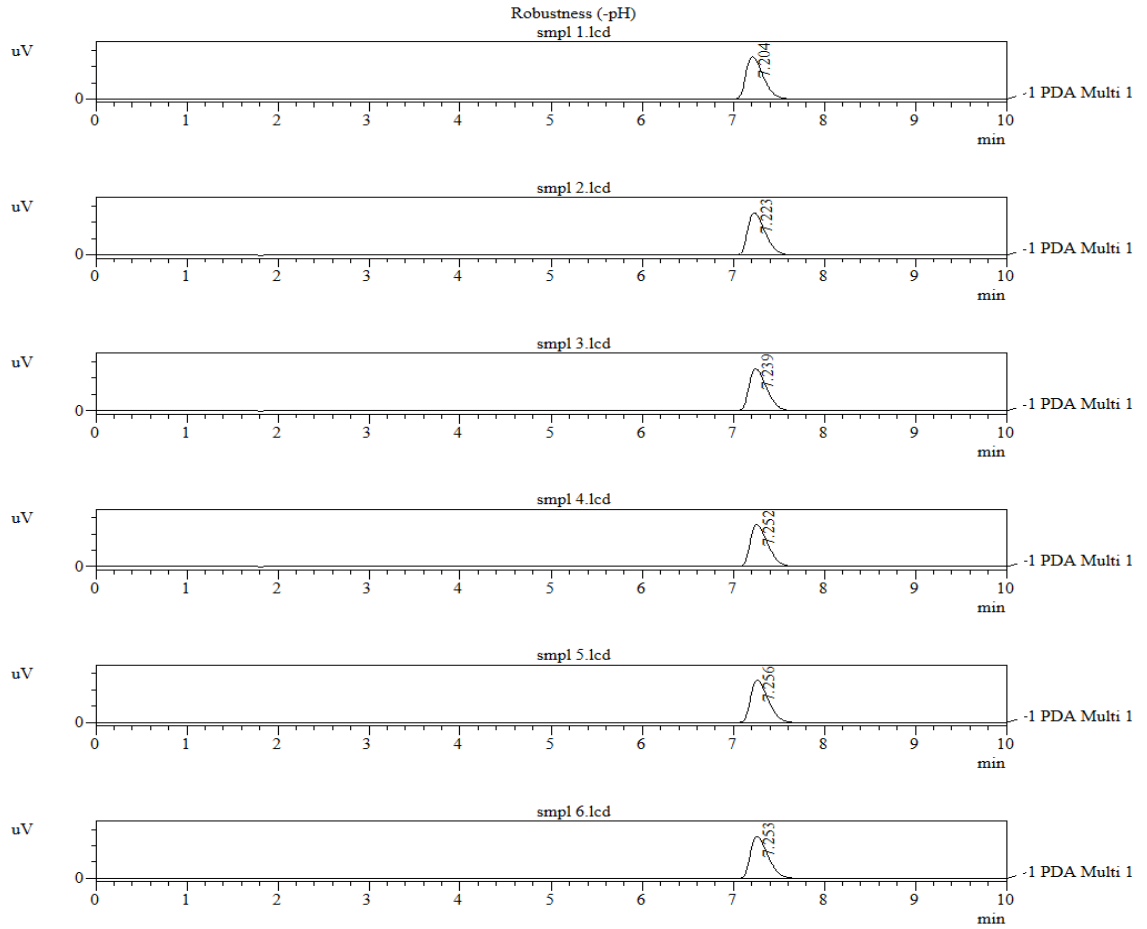 Robustness (-pH)
smpl 1.lcd
uV
7.204
0
-1 PDA Multi 1
0 1 2 3 4 5 6 7 8 9 10
min
smpl 2.lcd
uV
7.223
0
-1 PDA Multi 1
0 1 2 3 4 5 6 7 8 9 10
min
smpl 3.lcd
uV
7.239
0
-1 PDA Multi 1
0 1 2 3 4 5 6 7 8 9 10
min
smpl 4.lcd
uV
7.252
0
-1 PDA Multi 1
0 1 2 3 4 5 6 7 8 9 10
min
smpl 5.lcd
uV
7.256
0
-1 PDA Multi 1
0 1 2 3 4 5 6 7 8 9 10
min
smpl 6.lcd
uV
7.253
0
-1 PDA Multi 1
0 1 2 3 4 5 6 7 8 9 10
min